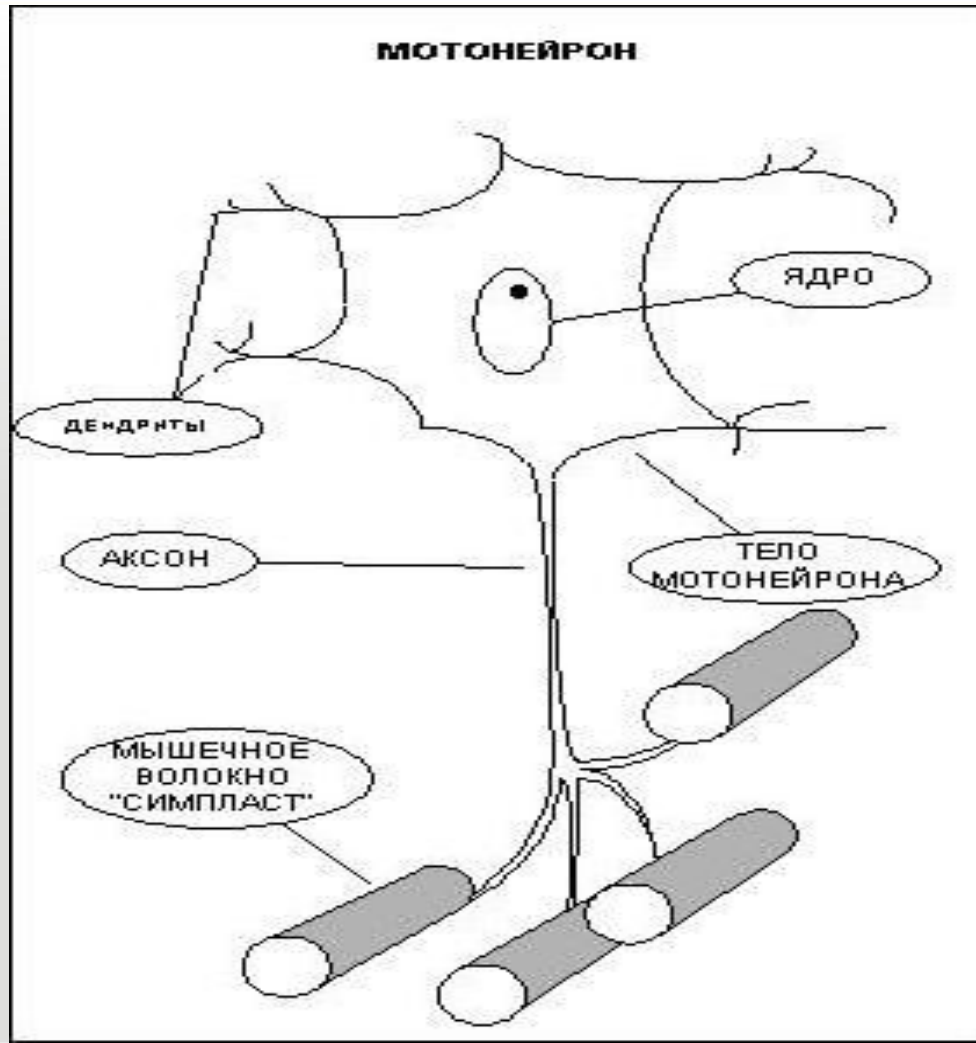 МОТОНЕЙРОН
ЯДРО
ДЕНДРИТЫ
АКСОН
ТЕЛО
МОТОНЕЙРОНА
МЫШЕЧНОЕ
ВОЛОКНО
"СИМПЛАСТ"